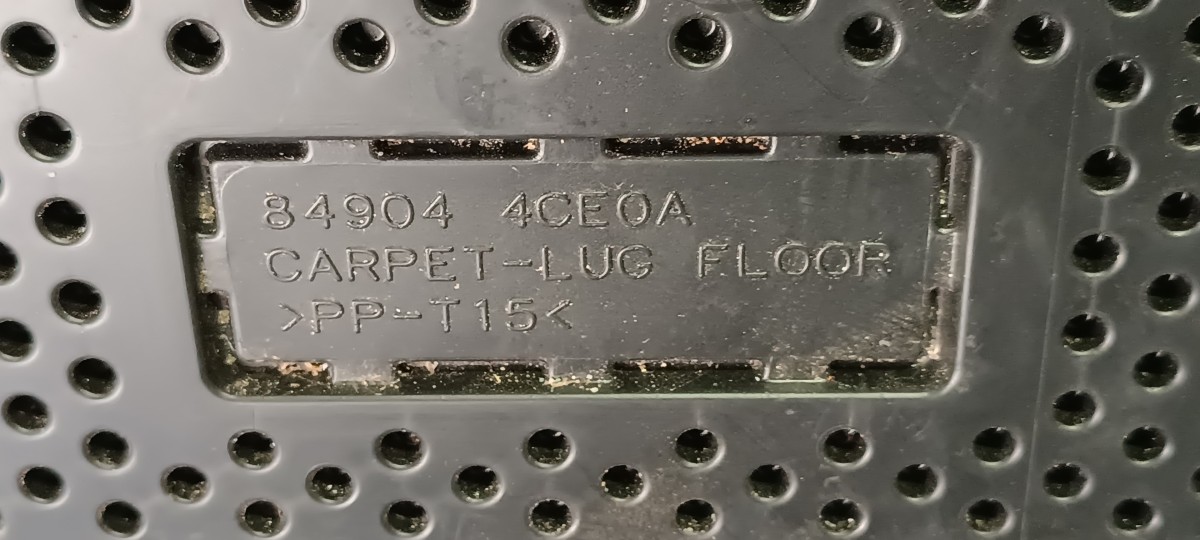 84904 4CE0A
CARPET-LUG FLOOR
>PP-T15<